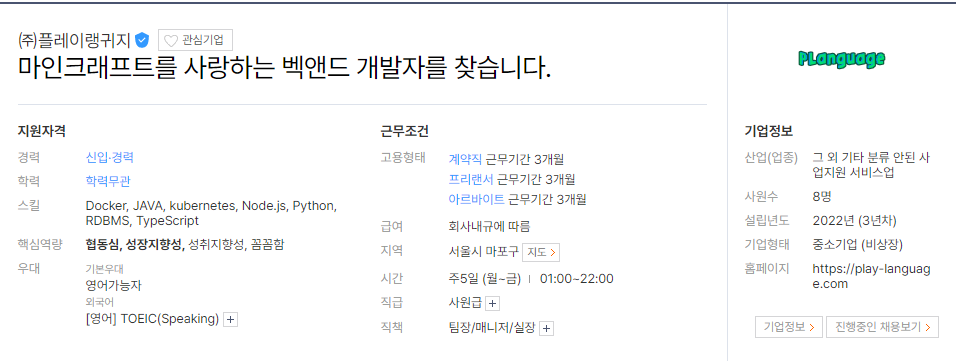 ㈜플레이랭귀지 관심기업
마인크래프트를 사랑하는 벡앤드 개발자를 찾습니다.
PLanguage
지원자격
경력 신입·경력
학력 학력무관
스킬 Docker, JAVA, kubernetes, Node.js, Python,
RDBMS, TypeScript
핵심역량 협동심, 성장지향성, 성취지향성, 꼼꼼함
우대 기본우대
영어가능자
외국어
[영어] TOEIC(Speaking) +
근무조건
고용형태 계약직 근무기간 3개월
프리랜서 근무기간 3개월
아르바이트 근무기간 3개월
급여 회사내규에 따름
지역 서울시 마포구 지도 >
시간 주5일 (월~금) | 01:00~22:00
직급 사원급 +
직책 팀장/매니저/실장 +
기업정보
산업(업종) 그 외 기타 분류 안된 사
업지원 서비스업
사원수 8명
설립년도 2022년 (3년차)
기업형태 중소기업 (비상장)
홈페이지 https://play-languag
e.com
기업정보 > 진행중인 채용보기 >